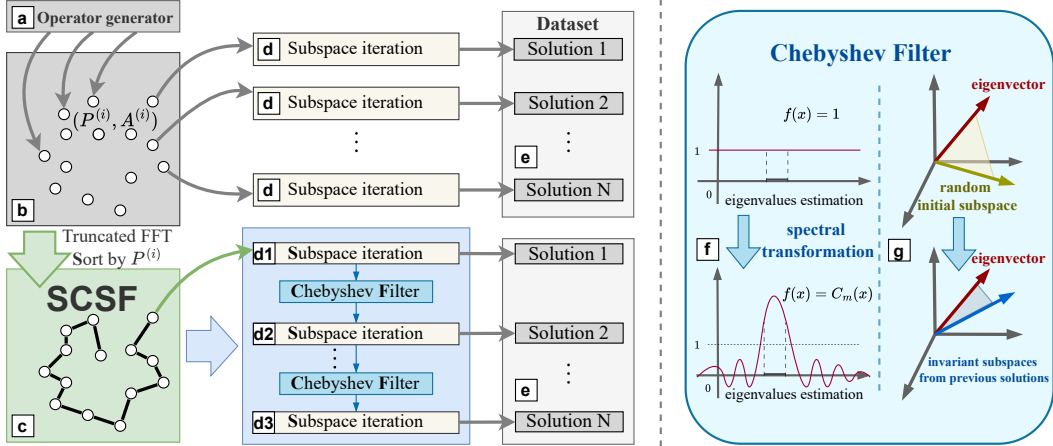 a Operator generator
(P^{(i)}, A^{(i)})
b
d Subspace iteration
d Subspace iteration
⋮
d Subspace iteration
Dataset
Solution 1
Solution 2
⋮
e
Solution N
Truncated FFT
Sort by P^{(i)}
SCSF
c
d1 Subspace iteration
Chebyshev Filter
d2 Subspace iteration
⋮
Chebyshev Filter
d3 Subspace iteration
Solution 1
Solution 2
⋮
e
Solution N
Chebyshev Filter
f(x) = 1
1
0
eigenvalues estimation
f
spectral
transformation
f(x) = C_m(x)
1
0
eigenvalues estimation
eigenvector
random
initial subspace
g
eigenvector
invariant subspaces
from previous solutions